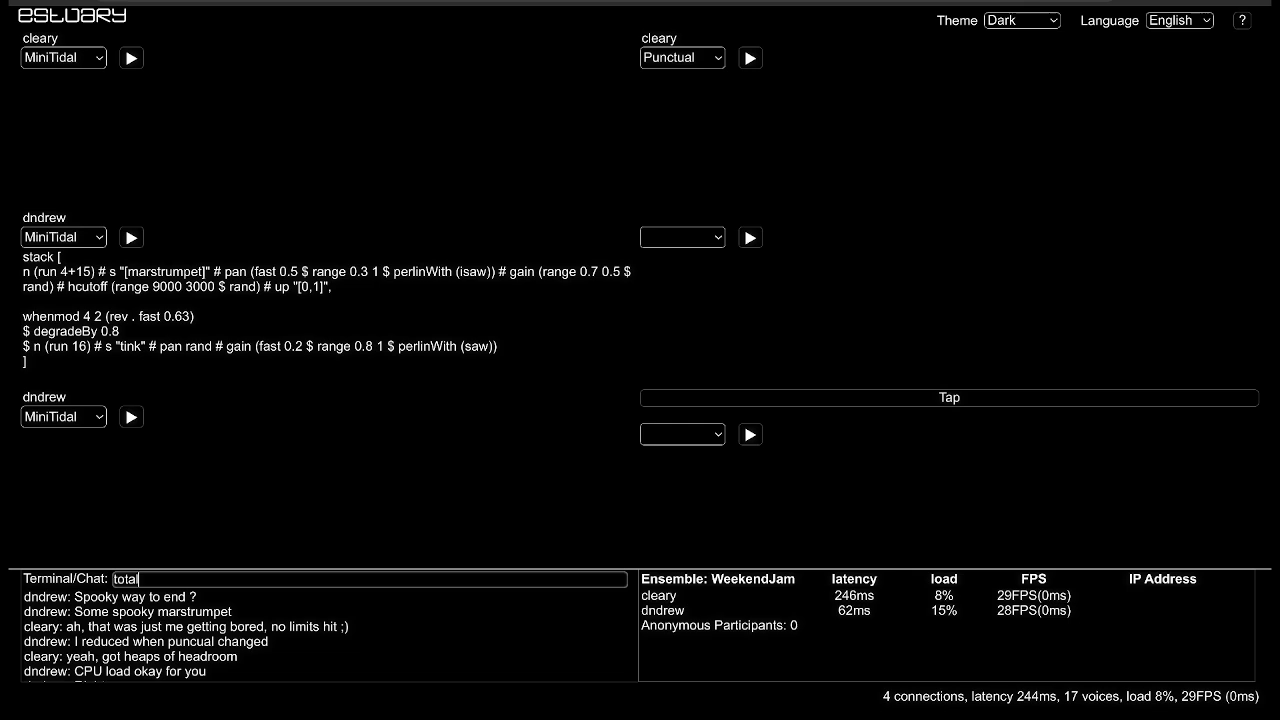 estuary
Theme Dark Language English ?
cleary
MiniTidal
cleary
Punctual
dndrew
MiniTidal
stack [
n (run 4+15) # s "[marstrumpet]" # pan (fast 0.5 $ range 0.3 1 $ perlinWith (isaw)) # gain (range 0.7 0.5 $
rand) # hcutoff (range 9000 3000 $ rand) # up "[0,1]",
whenmod 4 2 (rev . fast 0.63)
$ degradeBy 0.8
$ n (run 16) # s "tink" # pan rand # gain (fast 0.2 $ range 0.8 1 $ perlinWith (saw))
]
dndrew
MiniTidal
Tap
Terminal/Chat: total
dndrew: Spooky way to end ?
dndrew: Some spooky marstrumpet
cleary: ah, that was just me getting bored, no limits hit ;)
dndrew: I reduced when puncual changed
cleary: yeah, got heaps of headroom
dndrew: CPU load okay for you
Ensemble: WeekendJam latency load FPS IP Address
cleary 246ms 8% 29FPS(0ms)
dndrew 62ms 15% 28FPS(0ms)
Anonymous Participants: 0
4 connections, latency 244ms, 17 voices, load 8%, 29FPS (0ms)